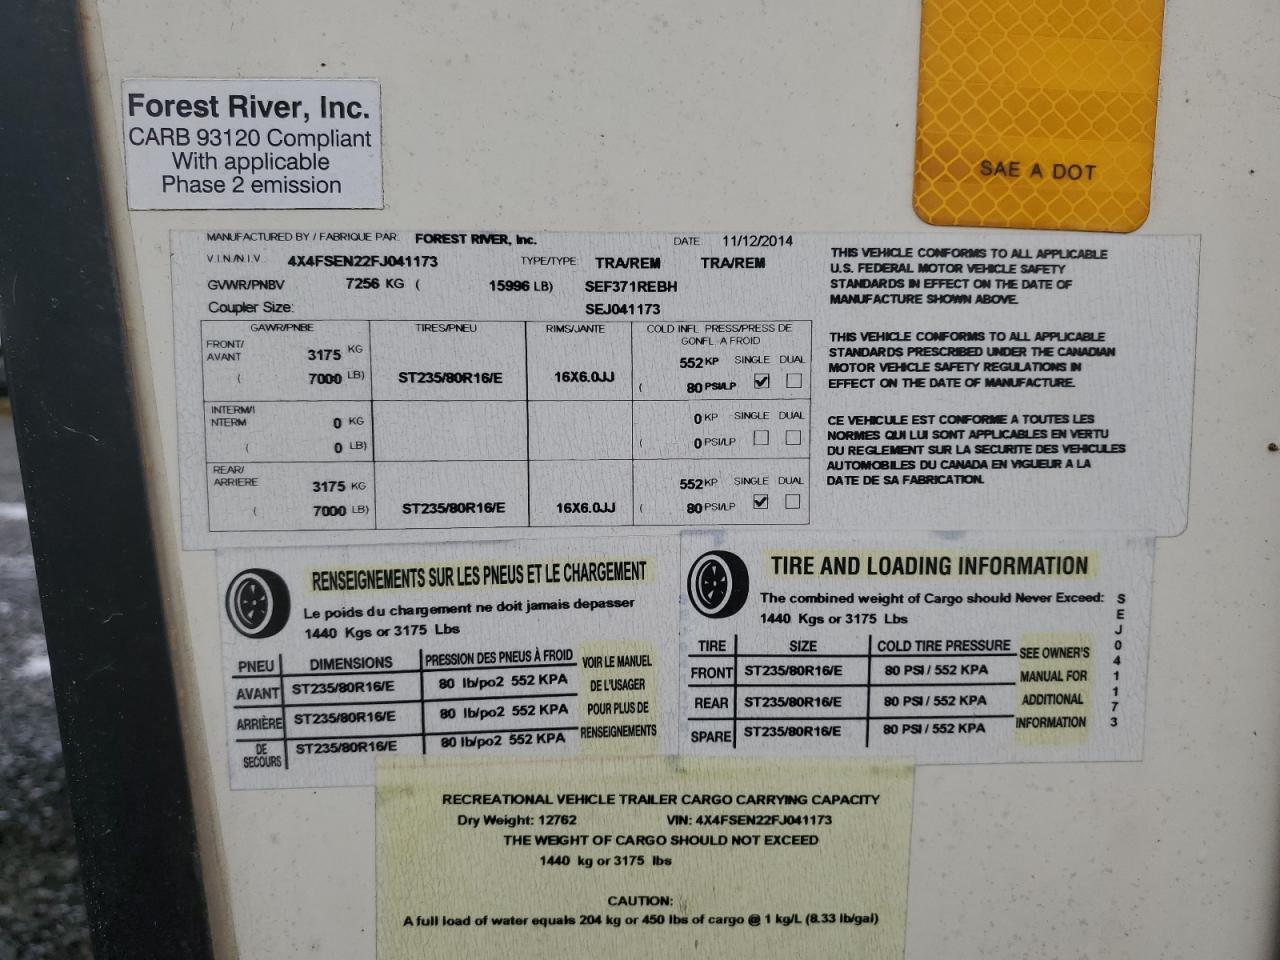 Forest River, Inc.
CARB 93120 Compliant
With applicable
Phase 2 emission
SAE A DOT
MANUFACTURED BY / FABRIQUE PAR: FOREST RIVER, Inc. DATE 11/12/2014
V.I.N./N.I.V. 4X4FSEN22FJ041173 TYPE/TYPE: TRA/REM TRA/REM
GVWR/PNBV 7256 KG ( 15996 LB) SEF371REBH
Coupler Size: SEJ041173
GAWR/PNBE TIRES/PNEU RIMS/JANTE COLD INFL PRESS/PRESS DE
GONFL A FROID
FRONT/
AVANT 3175 KG 552 KP SINGLE DUAL
( 7000 LB) ST235/80R16/E 16X6.0JJ ( 80 PSI/LP
INTERM/I
NTERM 0 KG 0 KP SINGLE DUAL
( 0 LB) ( 0 PSI/LP
REAR/
ARRIERE 3175 KG 552 KP SINGLE DUAL
( 7000 LB) ST235/80R16/E 16X6.0JJ ( 80 PSI/LP
THIS VEHICLE CONFORMS TO ALL APPLICABLE
U.S. FEDERAL MOTOR VEHICLE SAFETY
STANDARDS IN EFFECT ON THE DATE OF
MANUFACTURE SHOWN ABOVE.
THIS VEHICLE CONFORMS TO ALL APPLICABLE
STANDARDS PRESCRIBED UNDER THE CANADIAN
MOTOR VEHICLE SAFETY REGULATIONS IN
EFFECT ON THE DATE OF MANUFACTURE.
CE VEHICULE EST CONFORME A TOUTES LES
NORMES QUI LUI SONT APPLICABLES EN VERTU
DU REGLEMENT SUR LA SECURITE DES VEHICULES
AUTOMOBILES DU CANADA EN VIGUEUR A LA
DATE DE SA FABRICATION.
RENSEIGNEMENTS SUR LES PNEUS ET LE CHARGEMENT
Le poids du chargement ne doit jamais depasser
1440 Kgs or 3175 Lbs
PNEU DIMENSIONS PRESSION DES PNEUS À FROID
AVANT ST235/80R16/E 80 lb/po2 552 KPA
ARRIÈRE ST235/80R16/E 80 lb/po2 552 KPA
DE
SECOURS ST235/80R16/E 80 lb/po2 552 KPA
VOIR LE MANUEL
DE L'USAGER
POUR PLUS DE
RENSEIGNEMENTS
TIRE AND LOADING INFORMATION
The combined weight of Cargo should Never Exceed:
1440 Kgs or 3175 Lbs
TIRE SIZE COLD TIRE PRESSURE
FRONT ST235/80R16/E 80 PSI / 552 KPA
REAR ST235/80R16/E 80 PSI / 552 KPA
SPARE ST235/80R16/E 80 PSI / 552 KPA
SEE OWNER'S
MANUAL FOR
ADDITIONAL
INFORMATION
SEJ041173
RECREATIONAL VEHICLE TRAILER CARGO CARRYING CAPACITY
Dry Weight: 12762 VIN: 4X4FSEN22FJ041173
THE WEIGHT OF CARGO SHOULD NOT EXCEED
1440 kg or 3175 lbs
CAUTION:
A full load of water equals 204 kg or 450 lbs of cargo @ 1 kg/L (8.33 lb/gal)